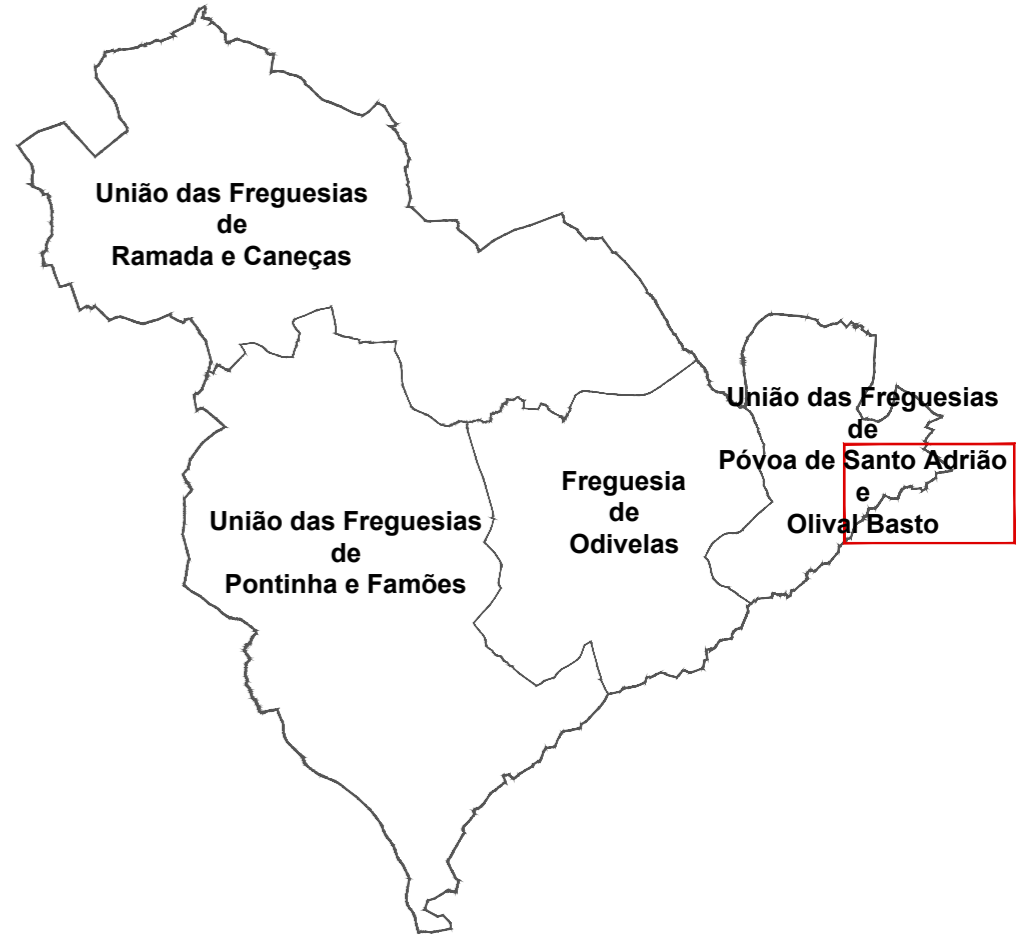 União das Freguesias
de
Ramada e Caneças
União das Freguesias
de
Póvoa de Santo Adrião
e
Olival Basto
Freguesia
de
Odivelas
União das Freguesias
de
Pontinha e Famões